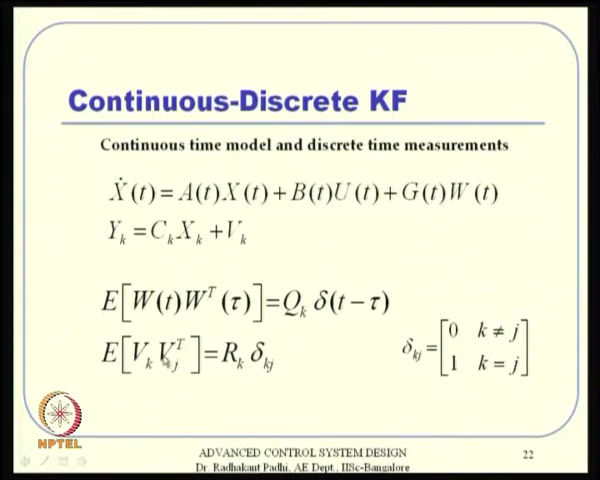 Continuous-Discrete KF
Continuous time model and discrete time measurements
Ẋ(t) = A(t)X(t) + B(t)U(t) + G(t)W(t)
Y_k = C_k X_k + V_k
E[W(t)W^T(τ)] = Q_k δ(t − τ)
E[V_k V_j^T] = R_k δ_kj
δ_kj = [0 k ≠ j
1 k = j]
NPTEL
ADVANCED CONTROL SYSTEM DESIGN
Dr. Radhakant Padhi, AE Dept., IISc-Bangalore
22